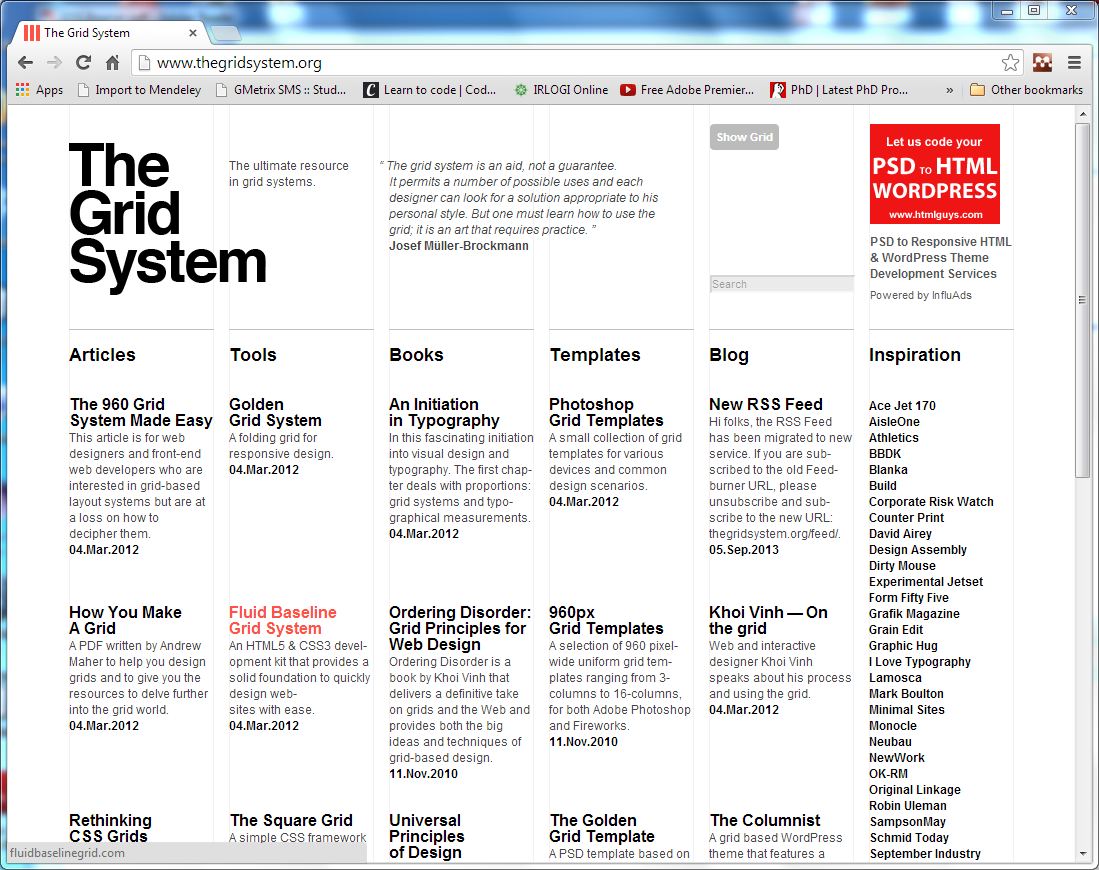 The Grid System
www.thegridsystem.org
Apps
Import to Mendeley
GMetrix SMS :: Stud...
Learn to code | Cod...
IRLOGI Online
Free Adobe Premier...
PhD | Latest PhD Pro...
»
Other bookmarks
The
Grid
System
The ultimate resource
in grid systems.
“ The grid system is an aid, not a guarantee.
It permits a number of possible uses and each
designer can look for a solution appropriate to his
personal style. But one must learn how to use the
grid; it is an art that requires practice. ”
Josef Müller-Brockmann
Show Grid
Search
Let us code your
PSD TO HTML
WORDPRESS
www.htmlguys.com
PSD to Responsive HTML
& WordPress Theme
Development Services
Powered by InfluAds
Articles
The 960 Grid
System Made Easy
This article is for web
designers and front-end
web developers who are
interested in grid-based
layout systems but are at
a loss on how to
decipher them.
04.Mar.2012
How You Make
A Grid
A PDF written by Andrew
Maher to help you design
grids and to give you the
resources to delve further
into the grid world.
04.Mar.2012
Rethinking
CSS Grids
Tools
Golden
Grid System
A folding grid for
responsive design.
04.Mar.2012
Fluid Baseline
Grid System
An HTML5 & CSS3 devel-
opment kit that provides a
solid foundation to quickly
design web-
sites with ease.
04.Mar.2012
The Square Grid
A simple CSS framework
Books
An Initiation
in Typography
In this fascinating initiation
into visual design and
typography. The first chap-
ter deals with proportions:
grid systems and typo-
graphical measurements.
04.Mar.2012
Ordering Disorder:
Grid Principles for
Web Design
Ordering Disorder is a
book by Khoi Vinh that
delivers a definitive take
on grids and the Web and
provides both the big
ideas and techniques of
grid-based design.
11.Nov.2010
Universal
Principles
of Design
Templates
Photoshop
Grid Templates
A small collection of grid
templates for various
devices and common
design scenarios.
04.Mar.2012
960px
Grid Templates
A selection of 960 pixel-
wide uniform grid tem-
plates ranging from 3-
columns to 16-columns,
for both Adobe Photoshop
and Fireworks.
11.Nov.2010
The Golden
Grid Template
A PSD template based on
Blog
New RSS Feed
Hi folks, the RSS Feed
has been migrated to new
service. If you are sub-
scribed to the old Feed-
burner URL, please
unsubscribe and sub-
scribe to the new URL:
thegridsystem.org/feed/.
05.Sep.2013
Khoi Vinh — On
the grid
Web and interactive
designer Khoi Vinh
speaks about his process
and using the grid.
04.Mar.2012
The Columnist
A grid based WordPress
theme that features a
Inspiration
Ace Jet 170
AisleOne
Athletics
BBDK
Blanka
Build
Corporate Risk Watch
Counter Print
David Airey
Design Assembly
Dirty Mouse
Experimental Jetset
Form Fifty Five
Grafik Magazine
Grain Edit
Graphic Hug
I Love Typography
Lamosca
Mark Boulton
Minimal Sites
Monocle
Neubau
NewWork
OK-RM
Original Linkage
Robin Uleman
SampsonMay
Schmid Today
September Industry
fluidbaselinegrid.com